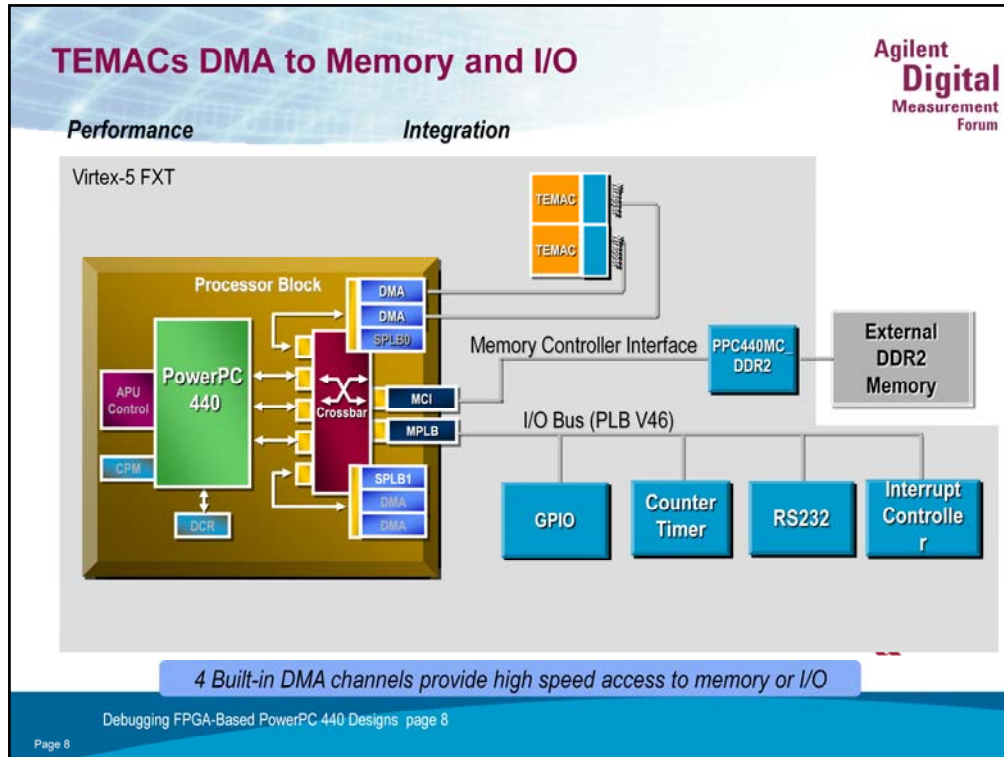 TEMACs DMA to Memory and I/O
Agilent
Digital
Measurement
Forum
Performance
Integration
Virtex-5 FXT
TEMAC
TEMAC
Processor Block
DMA
DMA
SPLB0
PowerPC
440
APU
Control
CPM
DCR
Crossbar
MCI
MPLB
SPLB1
DMA
DMA
Memory Controller Interface
PPC440MC_
DDR2
External
DDR2
Memory
I/O Bus (PLB V46)
GPIO
Counter
Timer
RS232
Interrupt
Controlle
r
4 Built-in DMA channels provide high speed access to memory or I/O
Debugging FPGA-Based PowerPC 440 Designs page 8
Page 8